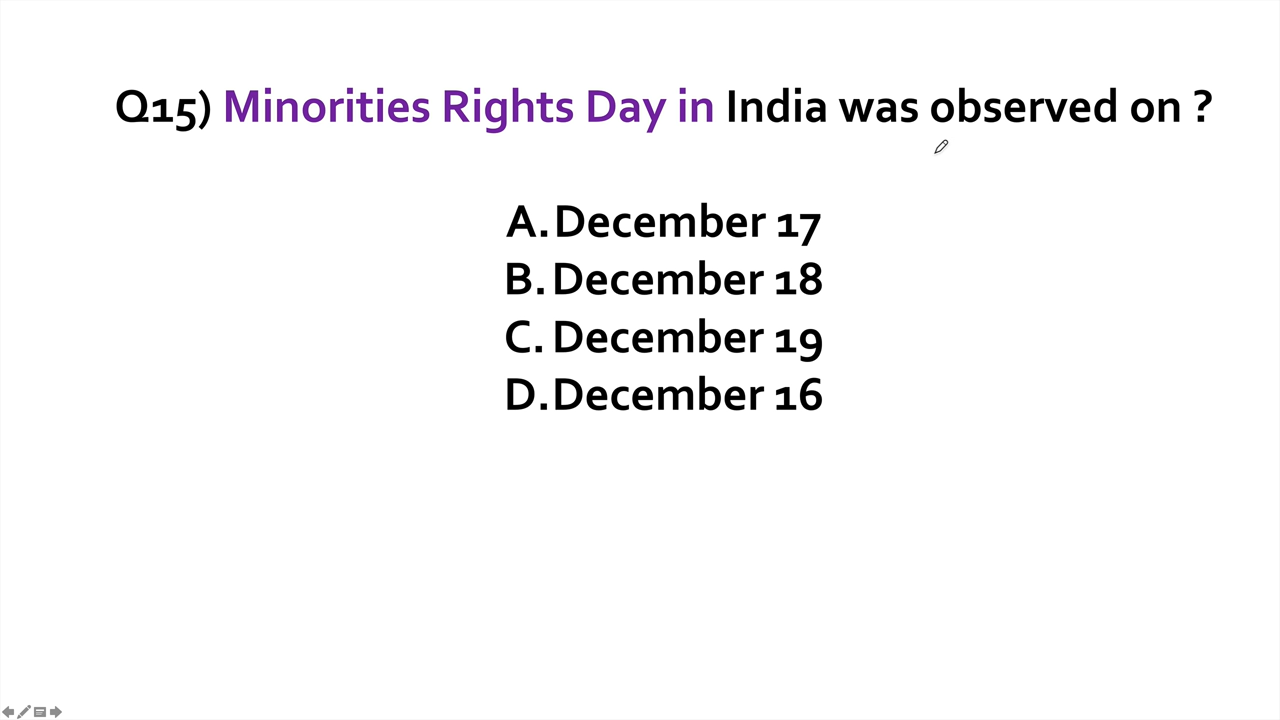 Q15) Minorities Rights Day in India was observed on ?
A. December 17
B. December 18
C. December 19
D. December 16